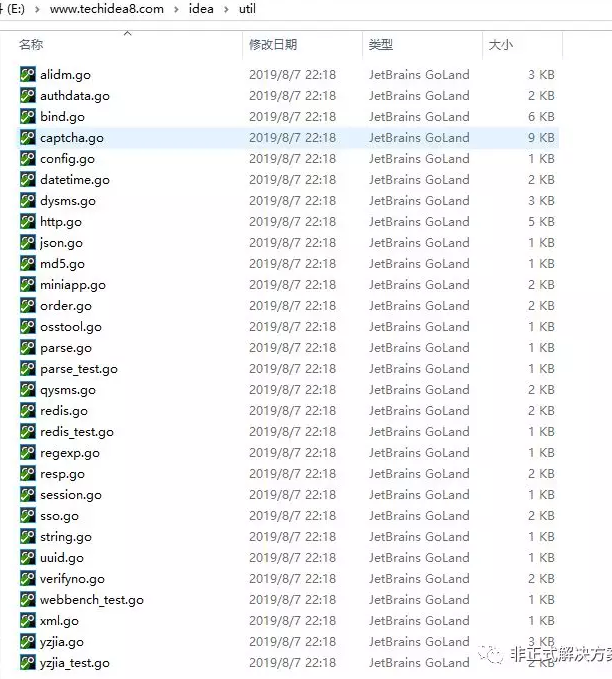 (E:) › www.techidea8.com › idea › util
名称 修改日期 类型 大小
alidm.go 2019/8/7 22:18 JetBrains GoLand 3 KB
authdata.go 2019/8/7 22:18 JetBrains GoLand 2 KB
bind.go 2019/8/7 22:18 JetBrains GoLand 6 KB
captcha.go 2019/8/7 22:18 JetBrains GoLand 9 KB
config.go 2019/8/7 22:18 JetBrains GoLand 1 KB
datetime.go 2019/8/7 22:18 JetBrains GoLand 2 KB
dysms.go 2019/8/7 22:18 JetBrains GoLand 3 KB
http.go 2019/8/7 22:18 JetBrains GoLand 5 KB
json.go 2019/8/7 22:18 JetBrains GoLand 1 KB
md5.go 2019/8/7 22:18 JetBrains GoLand 1 KB
miniapp.go 2019/8/7 22:18 JetBrains GoLand 2 KB
order.go 2019/8/7 22:18 JetBrains GoLand 2 KB
osstool.go 2019/8/7 22:18 JetBrains GoLand 1 KB
parse.go 2019/8/7 22:18 JetBrains GoLand 1 KB
parse_test.go 2019/8/7 22:18 JetBrains GoLand 1 KB
qysms.go 2019/8/7 22:18 JetBrains GoLand 2 KB
redis.go 2019/8/7 22:18 JetBrains GoLand 2 KB
redis_test.go 2019/8/7 22:18 JetBrains GoLand 1 KB
regexp.go 2019/8/7 22:18 JetBrains GoLand 1 KB
resp.go 2019/8/7 22:18 JetBrains GoLand 2 KB
session.go 2019/8/7 22:18 JetBrains GoLand 1 KB
sso.go 2019/8/7 22:18 JetBrains GoLand 2 KB
string.go 2019/8/7 22:18 JetBrains GoLand 1 KB
uuid.go 2019/8/7 22:18 JetBrains GoLand 1 KB
verifyno.go 2019/8/7 22:18 JetBrains GoLand 2 KB
webbench_test.go 2019/8/7 22:18 JetBrains GoLand 1 KB
xml.go 2019/8/7 22:18 JetBrains GoLand 1 KB
yzjia.go 2019/8/7 22:18 JetBrains GoLand 3 KB
yzjia_test.go 2019/8/7 22:18 JetBrains GoLand 2 KB
非正式解决方案